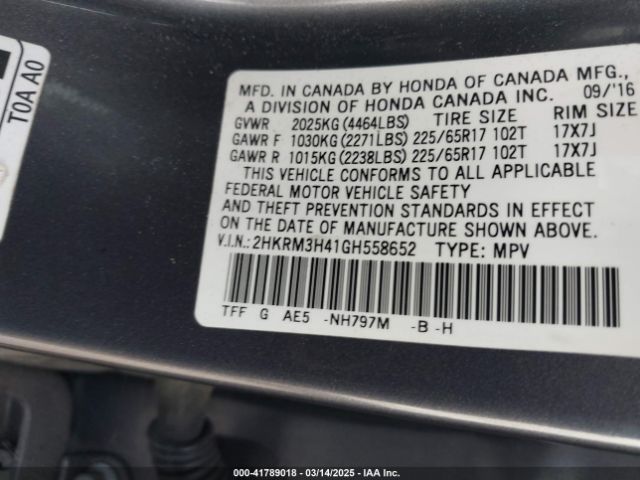 T0A A0
MFD. IN CANADA BY HONDA OF CANADA MFG.,
A DIVISION OF HONDA CANADA INC. 09/'16
GVWR 2025KG (4464LBS) TIRE SIZE RIM SIZE
GAWR F 1030KG (2271LBS) 225/65R17 102T 17X7J
GAWR R 1015KG (2238LBS) 225/65R17 102T 17X7J
THIS VEHICLE CONFORMS TO ALL APPLICABLE
FEDERAL MOTOR VEHICLE SAFETY
AND THEFT PREVENTION STANDARDS IN EFFECT
ON THE DATE OF MANUFACTURE SHOWN ABOVE.
V.I.N.: 2HKRM3H41GH558652 TYPE: MPV
TFF G AE5 -NH797M -B -H
000-41789018 - 03/14/2025 - IAA Inc.